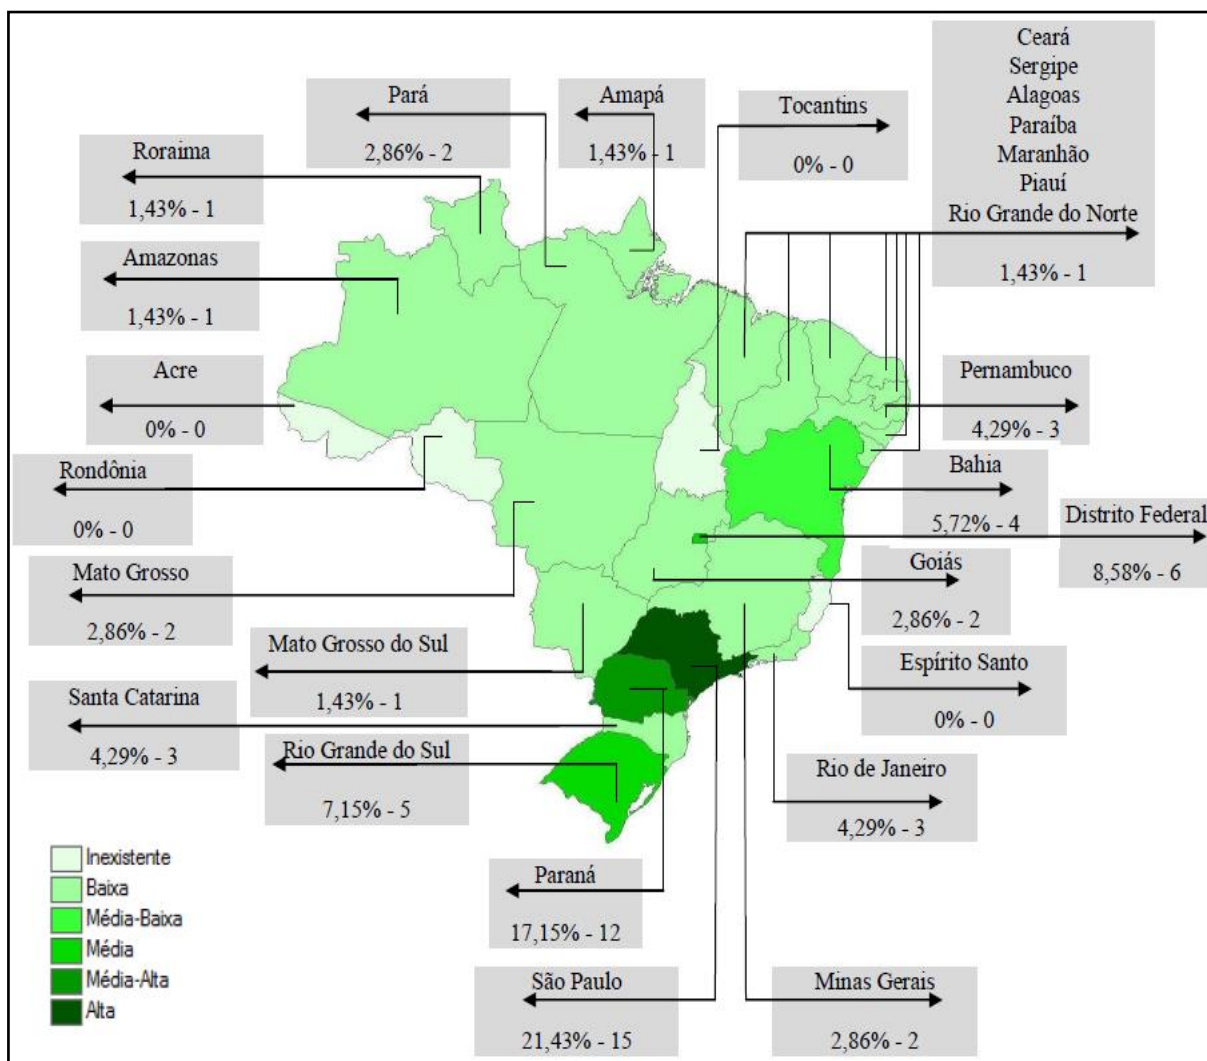 Ceará
Sergipe
Alagoas
Paraíba
Maranhão
Piauí
Rio Grande do Norte
1,43% - 1
Pará
2,86% - 2
Amapá
1,43% - 1
Tocantins
0% - 0
Roraima
1,43% - 1
Amazonas
1,43% - 1
Acre
0% - 0
Pernambuco
4,29% - 3
Rondônia
0% - 0
Bahia
5,72% - 4
Distrito Federal
8,58% - 6
Mato Grosso
2,86% - 2
Goiás
2,86% - 2
Mato Grosso do Sul
1,43% - 1
Espírito Santo
0% - 0
Santa Catarina
4,29% - 3
Rio Grande do Sul
7,15% - 5
Rio de Janeiro
4,29% - 3
Paraná
17,15% - 12
São Paulo
21,43% - 15
Minas Gerais
2,86% - 2
Inexistente
Baixa
Média-Baixa
Média
Média-Alta
Alta